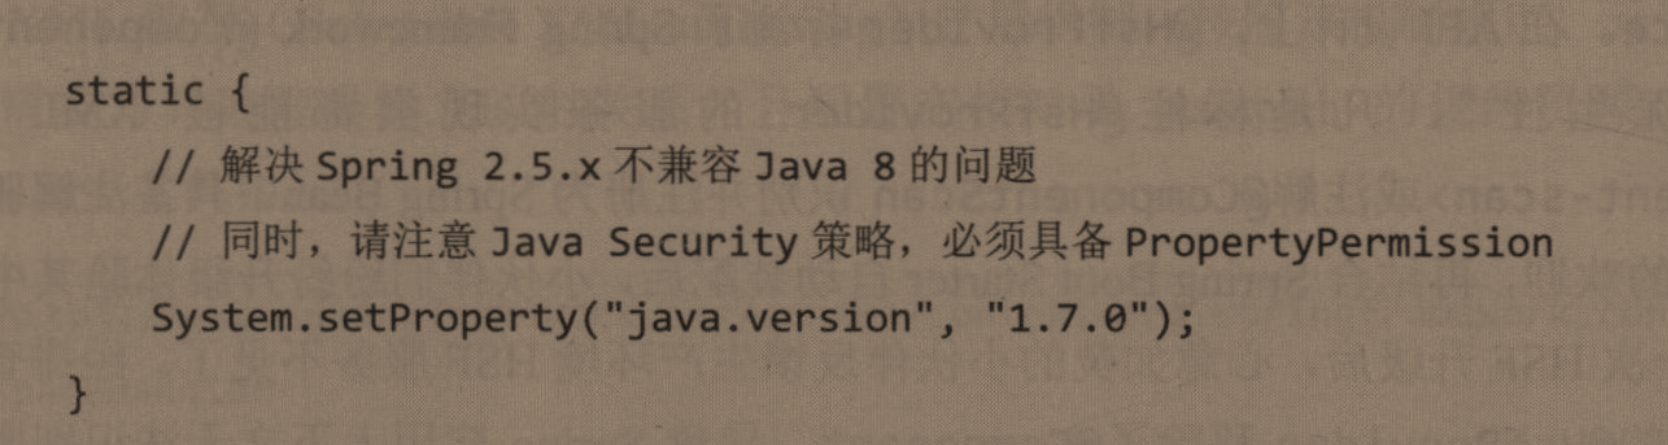 static {
// 解决 Spring 2.5.x 不兼容 Java 8 的问题
// 同时，请注意 Java Security 策略，必须具备 PropertyPermission
System.setProperty("java.version", "1.7.0");
}